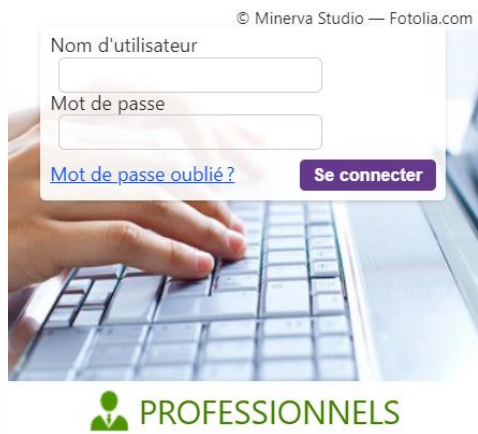 © Minerva Studio — Fotolia.com
Nom d'utilisateur
Mot de passe
Mot de passe oublié ?
Se connecter
PROFESSIONNELS